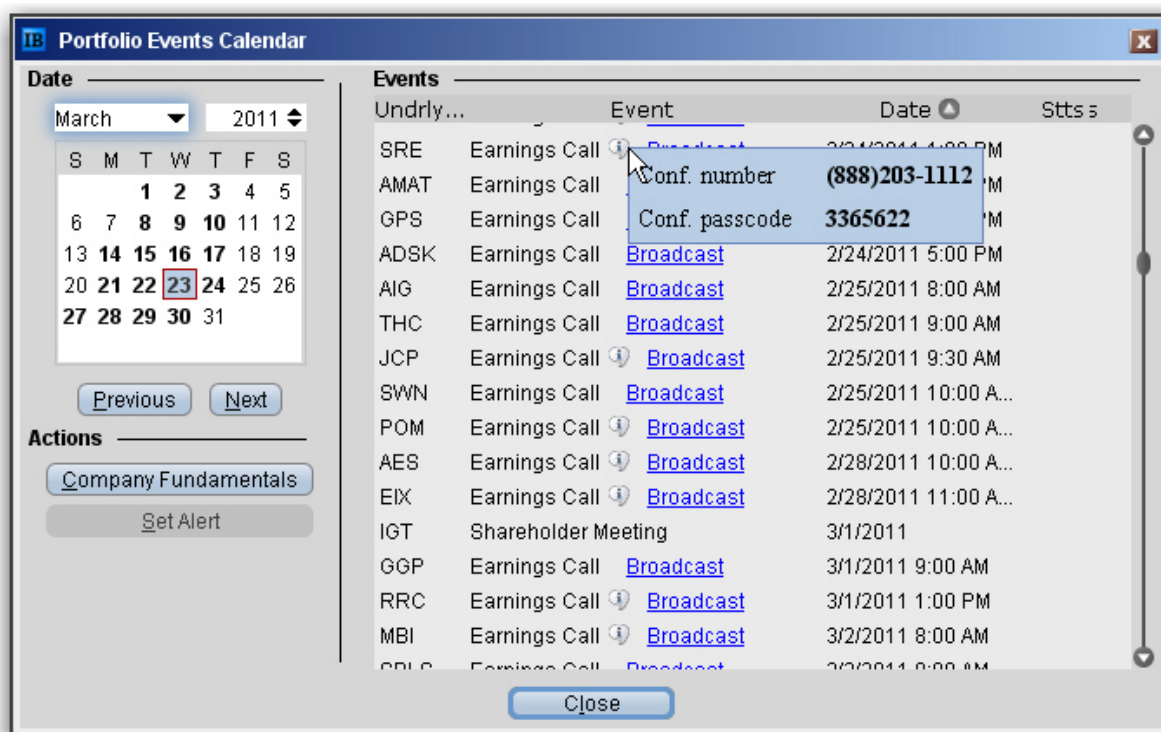 IB Portfolio Events Calendar
Date
March 2011
S M T W T F S
1 2 3 4 5
6 7 8 9 10 11 12
13 14 15 16 17 18 19
20 21 22 23 24 25 26
27 28 29 30 31
Previous Next
Actions
Company Fundamentals
Set Alert
Events
Undrly... Event Date Stts s
SRE Earnings Call
Conf. number (888)203-1112
Conf. passcode 3365622
AMAT Earnings Call
GPS Earnings Call
ADSK Earnings Call Broadcast 2/24/2011 5:00 PM
AIG Earnings Call Broadcast 2/25/2011 8:00 AM
THC Earnings Call Broadcast 2/25/2011 9:00 AM
JCP Earnings Call Broadcast 2/25/2011 9:30 AM
SWN Earnings Call Broadcast 2/25/2011 10:00 A...
POM Earnings Call Broadcast 2/25/2011 10:00 A...
AES Earnings Call Broadcast 2/28/2011 10:00 A...
EIX Earnings Call Broadcast 2/28/2011 11:00 A...
IGT Shareholder Meeting 3/1/2011
GGP Earnings Call Broadcast 3/1/2011 9:00 AM
RRC Earnings Call Broadcast 3/1/2011 1:00 PM
MBI Earnings Call Broadcast 3/2/2011 8:00 AM
Close